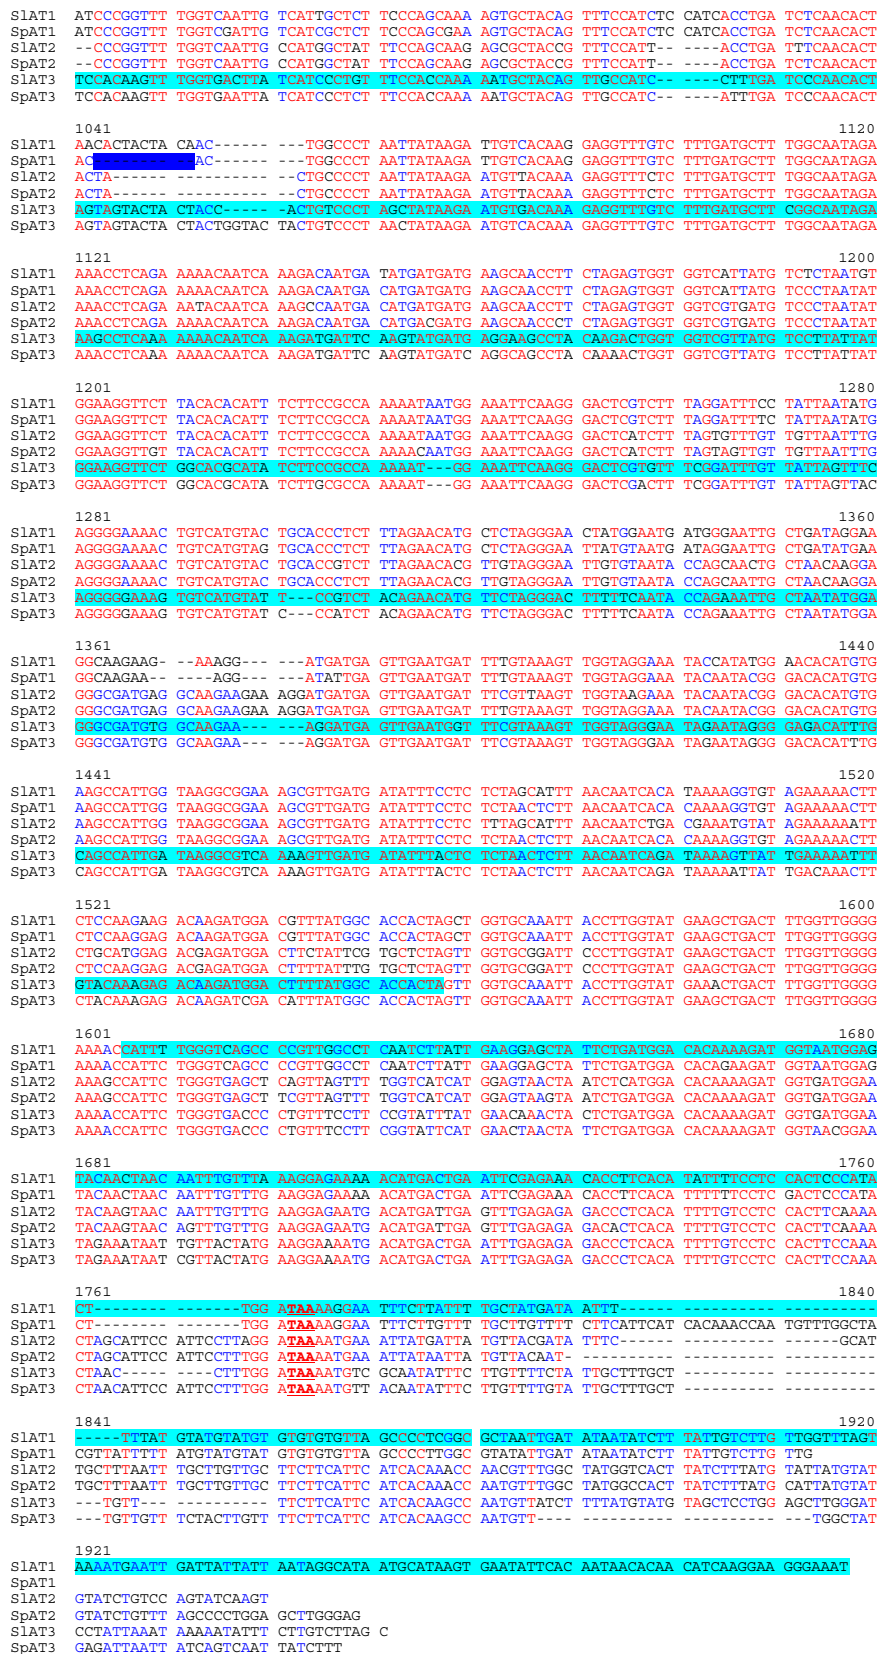 SlAT1 ATCCCGGTTT TGGTCAATTG TCATTGCTCT TCCCAGCAAA AGTGCTACAG TTTCCATCTC CCATCACCTGA TCTCAACACT
SpAT1 ATCCCGGTTT TGGTCGATTG TCATCGCTCT TCCCAGCGAA AGTGCTACAG TTTCCATCTC CCATCACCTGA TCTCAACACT
SlAT2 --CCCGGTTT TGGTCAATTG CCATGGCTAT TTCCAGCAAG AGCGCTACCG TTTCCATT-- ----ACCTGA TTTCAACACT
SpAT2 --CCCGGTTT TGGTCAATTG CCATGGCTAT TTCCAGCAAG AGCGCTACCG TTTCCATT-- ----ACCTGA TCTCAACACT
SlAT3 TCCACAAGTT TGGTGACTTA TCATCCCTGT TTCCACCAAA AATGCTACAG TTGCCATC-- ----CTTTGA TCCCAACACT
SpAT3 TCCACAAGTT TGGTGAATTA TCATCCCTCT TTCCACCAAA AATGCTACAG TTGCCATC-- ----ATTTGA TCCCAACACT
1041 1120
SlAT1 AACACTACTA CAAC------ ---TGGCCCT AATTATAAGA TTGTCACAAG GAGGTTTGTC TTTGATGCTT TGGCAATAGA
SpAT1 AC-------- --AC------ ---TGGCCCT AATTATAAGA TTGTCACAAG GAGGTTTGTC TTTGATGCTT TGGCAATAGA
SlAT2 ACTA------ ---------- --CTGCCCCT AATTATAAGA AATGTTACAAA GAGGTTTCTC TTTGATGCTT TGGCAATAGA
SpAT2 ACTA------ ---------- --CTGCCCCT AATTATAAGA AATGTTACAAA GAGGTTTCTC TTTGATGCTT TGGCAATAGA
SlAT3 AGTAGTACTA CTACC----- -ACTGTCCCT AGCTATAAGA ATGTGACAAA GAGGTTTGTC TTTGATGCTT CGGCAATAGA
SpAT3 AGTAGTACTA CTACTGGTAC TACTGTCCCT AACTATAAGA ATGTCACAAA GAGGTTTGTC TTTGATGCTT TGGCAATAGA
1121 1200
SlAT1 AAACCTCAGA AAAACAATCA AAGACAATGA TATGATGATG AAGCAACCTT CTAGAGTGGT GGTCATTATG TCTCTAATGT
SpAT1 AAACCTCAGA AAAACAATCA AAGACAATGA CATGATGATG AAGCAACCTT CTAGAGTGGT GGTCATTATG TCCCTAATAT
SlAT2 AAACCTCAGA AATACAATCA AAGCCAATGA CATGATGATG AAGCAACCTT CTAGAGTGGT GGTCGTGATG TCCCTAATAT
SpAT2 AAACCTCAGA AAAACAATCA AAGACAATGA CATGACGATG AAGCAACCCT CTAGAGTGGT GGTCGTGATG TCCCTAATAT
SlAT3 AAGCCTCAAA AAAACAATCA AAGATGATTC AAGTATGATG AGGAAGCCTA CAAGACTGGT GGTCGTTATG TCCTTATTAT
SpAT3 AAACCTCAAA AAAACAATCA AAGATGATTC AAGTATGATC AGGCAGCCTA CAAAACTGGT GGTCGTTATG TCCTTATTAT
1201 1280
SlAT1 GGAAGGTTCT TACACACATT TCTTCCGCCA AAAATAATGG AAATTCAAGG GACTCGTCTT TAGGATTTCC TATTAATATG
SpAT1 GGAAGGTTCT TACACACATT TCTTCCGCCA AAAATAATGG AAATTCAAGG GACTCGTCTT TAGGATTTTC TATTAATATG
SlAT2 GGAAGGTTCT TACACACATT TCTTCCGCCA AAAATAATGG AAATTCAAGG GACTCATCTT TAGTGTTTGT TGTTAATTTG
SpAT2 GGAAGGTTGT TACACACATT TCTTCCGCCA AAAACAATGG AAATTCAAGG GACTCATCTT TAGTAGTTGT TGTTAATTTG
SlAT3 GGAAGGTTCT GGCACGCATA TCTTCCGCCA AAAAT---GG AAATTCAAGG GACTCGTGTT TCGGATTTGT TATTAGTTTC
SpAT3 GGAAGGTTCT GGCACGCATA TCTTGCGCCA AAAAT---GG AAATTCAAGG GACTCGACTT TCGGATTTGT TATTAGTTAC
1281 1360
SlAT1 AGGGGAAAAC TGTCATGTAC TGCACCCTCT TTAGAACATG CTCTAGGGAA CTATGGAATG ATGGGAATTG CTGATAGGAA
SpAT1 AGGGGAAAAC TGTCATGTAG TGCACCCTCT TTAGAACATG CTCTAGGGAA TTATGTAATG ATAGGAATTG CTGATATGAA
SlAT2 AGGGGAAAAC TGTCATGTAC TGCACCGTCT TTAGAACACG TTGTAGGGAA TTGTGTAATA CCAGCAACTG CTAACAAGGA
SpAT2 AGGGGAAAAC TGTCATGTAC TGCACCCTCT TTAGAACACG TTGTAGGGAA TTGTGTAATA CCAGCAATTG CTAACAAGGA
SlAT3 AGGGGGAAAG TGTCATGTAT T---CCGTCT ACAGAACATG TTCTAGGGAC TTTTTCAATA CCAGAAATTG CTAATATGGA
SpAT3 AGGGGGAAAG TGTCATGTAT C---CCATCT ACAGAACATG TTCTAGGGAC TTTTTCAATA CCAGAAATTG CTAATATGGA
1361 1440
SlAT1 GGCAAGAAG- --AAAGG--- ---ATGATGA GTTGAATGAT TTTGTAAAGT TGGTAGGAAA TACCATATGG AACACATGTG
SpAT1 GGCAAGAA-- ----AGG--- ---ATATTGA GTTGAATGAT TTTGTAAAGT TGGTAGGAAA TACAATACGG GACACATGTG
SlAT2 GGGCGATGAG GCAAGAAGAA AGGATGATGA GTTGAATGAT TTCGTTAAGT TGGTAAGAAA TACAATACGG GACACATGTG
SpAT2 GGGCGATGAG GCAAGAAGAA AGGATGATGA GTTGAATGAT TTTGTAAAGT TGGTAGGAAA TACAATACGG GACACATGTG
SlAT3 GGGCGATGTG GCAAGAA--- ---AGGATGA GTTGAATGGT TTCGTAAAGT TGGTAGGGAA TAGAATAGGG GAGACATTTG
SpAT3 GGGCGATGTG GCAAGAA--- ---AGGATGA GTTGAATGAT TTCGTAAAGT TGGTAGGGAA TAGAATAGGG GACACATTTG
1441 1520
SlAT1 AAGCCATTGG TAAGGCGGAA AGCGTTGATG ATATTTCCTC TCTAGCATTT AACAATCACA TAAAAGGTGT AGAAAAACTT
SpAT1 AAGCCATTGG TAAGGCGGAA AGCGTTGATG ATATTTCCTC TCTAACTCTT AACAATCACA CAAAAGGTGT AGAAAAACTT
SlAT2 AAGCCATTGG TAAGGCGGAA AGCGTTGATG ATATTTCCTC TTTAGCATTT AACAATCTGA CGAAATGTAT AGAAAAAATT
SpAT2 AAGCCATTGG TAAGGCGGAA AGCGTTGATG ATATTTCCTC TCTAACTCTT AACAATCACA CAAAAGGTGT AGAAAAACTT
SlAT3 CAGCCATTGA TAAGGCGTCA AAAGTTGATG ATATTTACTC TCTAACTCTT AACAATCAGA TAAAAGTTAT TGAAAAATTT
SpAT3 CAGCCATTGA TAAGGCGTCA AAAGTTGATG ATATTTACTC TCTAACTCTT AACAATCAGA TAAAAATTAT TGACAAACTT
1521 1600
SlAT1 CTCCAAGAAG ACAAGATGGA CGTTTATGGC ACCACTAGCT GGTGCAAATT ACCTTGGTAT GAAGCTGACT TTGGTTGGGG
SpAT1 CTCCAAGGAG ACAAGATGGA CGTTTATGGC ACCACTAGCT GGTGCAAATT ACCTTGGTAT GAAGCTGACT TTGGTTGGGG
SlAT2 CTGCATGGAG ACGAGATGGA CTTCTATTCG TGCTCTAGTT GGTGCGGATT CCCTTGGTAT GAAGCTGACT TTGGTTGGGG
SpAT2 CTCCAAGGAG ACGAGATGGA CTTTTATTTG TGCTCTAGTT GGTGCGGATT CCCTTGGTAT GAAGCTGACT TTGGTTGGGG
SlAT3 GTACAAAGAG ACAAGATGGA CTTTTATGGC ACCACTAGTT GGTGCAAATT ACCTTGGTAT GAAACTGACT TTGGTTGGGG
SpAT3 CTACAAAGAG ACAAGATCGA CATTTATGGC ACCACTAGTT GGTGCAAATT ACCTTGGTAT GAAGCTGACT TTGGTTGGGG
1601 1680
SlAT1 AAAACCATTT TGGGTCAGCC CCGTTGGCCT CAATCTTATT GAAGGAGCTA TTCTGATGGA CACAAAAGAT GGTAATGGAG
SpAT1 AAAACCATTC TGGGTCAGCC CCGTTGGCCT CAATCTTATT GAAGGAGCTA TTCTGATGGA CACAGAAGAT GGTAATGGAG
SlAT2 AAAGCCATTC TGGGTGAGCT CAGTTAGTTT TGGTCATCAT GGAGTAACTA ATCTCATGGA CACAAAAGAT GGTGATGGAA
SpAT2 AAAGCCATTC TGGGTGAGCT TCGTTAGTTT TGGTCATCAT GGAGTAAGTA ATCTGATGGA CACAAAAGAT GGTGATGGAA
SlAT3 AAAACCATTC TGGGTGACCC CTGTTTCCTT CCGTATTTAT GAACAAACTA CTCTGATGGA CACAAAAGAT GGTGATGGAA
SpAT3 AAAACCATTC TGGGTGACCC CTGTTTCCTT CGGTATTCAT GAACTAACTA TTCTGATGGA CACAAAAGAT GGTAACGGAA
1681 1760
SlAT1 TACAACTAAC AATTTGTTTA AAGGAGAAAA ACATGACTGA ATTCGAGAAA CACCTTCACA TATTTTCCTC CACTCCCATA
SpAT1 TACAACTAAC AATTTGTTTG AAGGAGAAAA ACATGACTGA ATTCGAGAAA CACCTTCACA TTTTTTCCTC GACTCCCATA
SlAT2 TACAAGTAAC AATTTGTTTG AAGGAGAATG ACATGATTGA GTTTGAGAGA GACCCTCACA TTTTGTCCTC CACTTCAAAA
SpAT2 TACAAGTAAC AGTTTGTTTG AAGGAGAATG ACATGATTGA GTTTGAGAGA GACACTCACA TTTTGTCCTC CACTTCAAAA
SlAT3 TAGAAATAAT TGTTACTATG AAGGAAAATG ACATGACTGA ATTTGAGAGA GACCCTCACA TTTTGTCCTC CACTTCCAAA
SpAT3 TAGAAATAAT CGTTACTATG AAGGAAAATG ACATGACTGA ATTTGAGAGA GACCCTCACA TTTTGTCCTC CACTTCCAAA
1761 1840
SlAT1 CT-------- -------TGG ATAAAAGGAA TTTCTTATTT TGCTATGATA ATTT------ ---------- ----------
SpAT1 CT-------- -------TGG ATAAAAGGAA TTTCTTGTTT TGCTTGTTTT CTTCATTCAT CACAAACCAA TGTTTGGCTA
SlAT2 CTAGCATTCC ATTCCTTAGG ATAAAATGAA AATTATGATTA TGTTACGATA TTTC------ ---------- ------GCAT
SpAT2 CTAGCATTCC ATTCCTTTGG ATAAAATGAA ATTATAATTA TGTTACAAT- ---------- ---------- ----------
SlAT3 CTAAC----- ----CTTTGG ATAAAATGTC GCAATATTTC TTGTTTTCTA TTGCTTTGCT ---------- ----------
SpAT3 CTAACATTCC ATTCCTTTGG ATAAAATGTT ACAATATTTC TTGTTTTGTA TTGCTTTGCT ---------- ----------
1841 1920
SlAT1 -----TTTAT GTATGTATGT GTGTGTGTTA GCCCCTCGGC GCTAATTGAT ATAATATCTT TATTGTCTTG TTGGTTTAGT
SpAT1 CGTTATTTTT ATGTATGTAT GTGTGTGTTA GCCCCTTGGC GTATATTGAT ATAATATCTT TATTGTCTTG TTG
SlAT2 TGCTTTAATT TGCTTGTTGC TTCTTCATTC ATCACAAACC AACGTTTGGC TATGGTCACT TATCTTTATG TATTATGTAT
SpAT2 TGCTTTAATT TGCTTGTTGC TTCTTCATTC ATCACAAACC AATGTTTGGC TATGGCCACT TATCTTTATG CATTATGTAT
SlAT3 ---TGTT--- ---------- TTCTTCATTC ATCACAAGCC AATGTTATCT TTTATGTATG TAGCTCCTGG AGCTTGGGAT
SpAT3 ---TGTTGTT TCTACTTGTT TTCTTCATTC ATCACAAGCC AATGTT---- ---------- ---------- ----TGGCTAT
1921
SlAT1 AAAATGAATT GATTATTATT AATAGGCATA ATGCATAAGT GAATATTCAC AATAACACAA CATCAAGGAA GGGAAAT
SpAT1
SlAT2 GTATCTGTCC AGTATCAAGT
SpAT2 GTATCTGTTT AGCCCCTGGA GCTTGGGAG
SlAT3 CCTATTAAAT AAAAATATTT CTTGTCTTAG C
SpAT3 GAGATTAATT ATCAGTCAAT TATCTTT